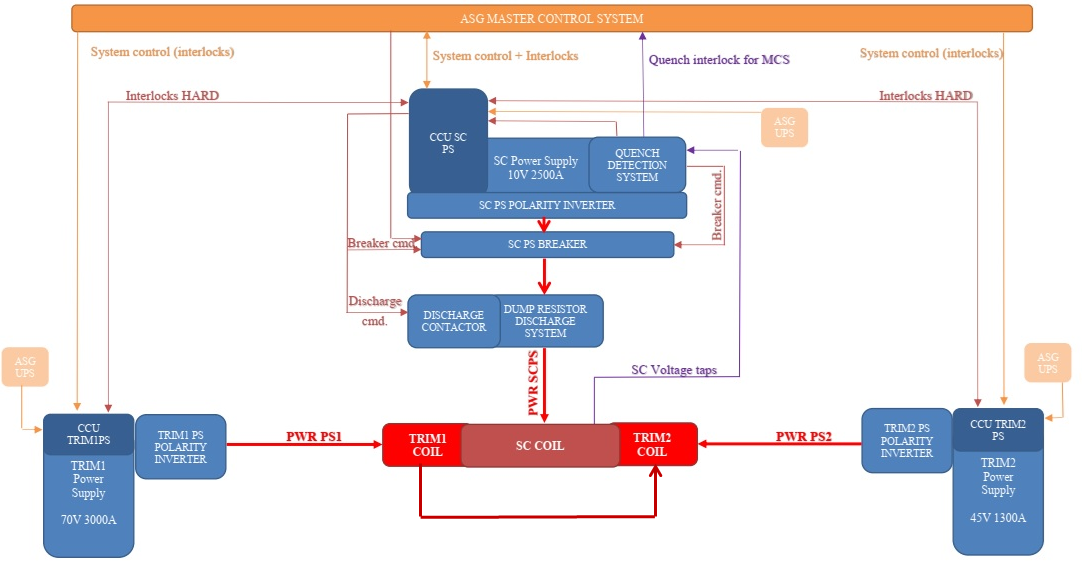 ASG MASTER CONTROL SYSTEM
System control (interlocks)
System control + Interlocks
Quench interlock for MCS
System control (interlocks)
Interlocks HARD
Interlocks HARD
ASG
UPS
CCU SC
PS
SC Power Supply
10V 2500A
QUENCH
DETECTION
SYSTEM
SC PS POLARITY INVERTER
Breaker cmd.
Breaker cmd
SC PS BREAKER
Discharge
cmd.
DISCHARGE
CONTACTOR
DUMP RESISTOR
DISCHARGE
SYSTEM
PWR SCPS
SC Voltage taps
ASG
UPS
ASG
UPS
CCU
TRIM1PS
TRIM1
Power
Supply
70V 3000A
TRIM1 PS
POLARITY
INVERTER
PWR PS1
TRIM1
COIL
SC COIL
TRIM2
COIL
PWR PS2
TRIM2 PS
POLARITY
INVERTER
CCU TRIM2
PS
TRIM2
Power
Supply
45V 1300A